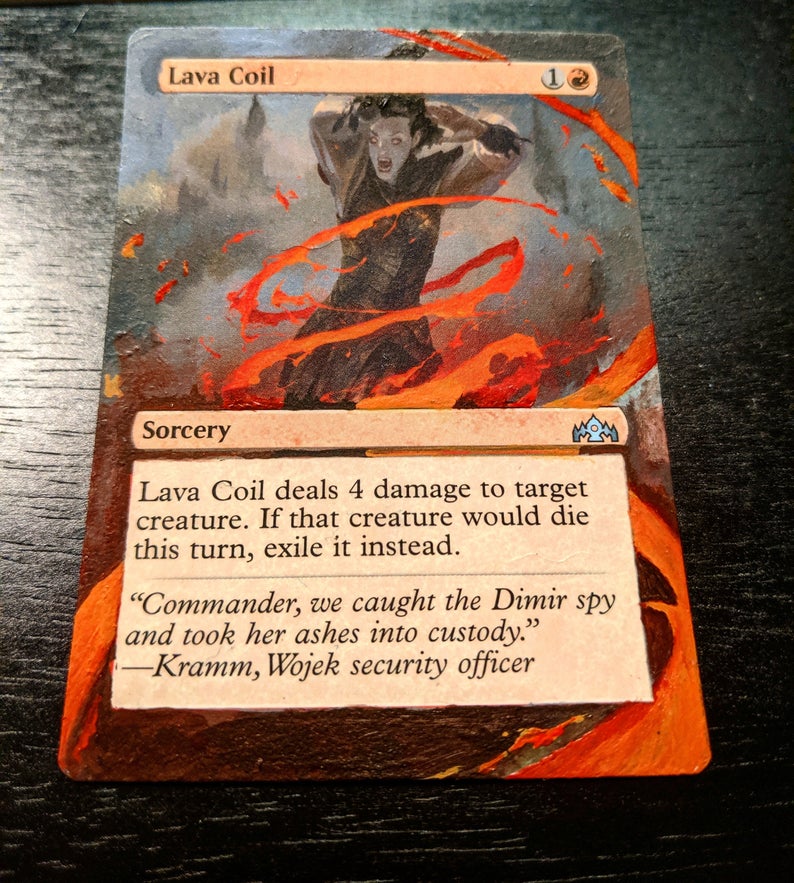 Lava Coil 1
Sorcery
Lava Coil deals 4 damage to target
creature. If that creature would die
this turn, exile it instead.
“Commander, we caught the Dimir spy
and took her ashes into custody.”
—Kramm, Wojek security officer